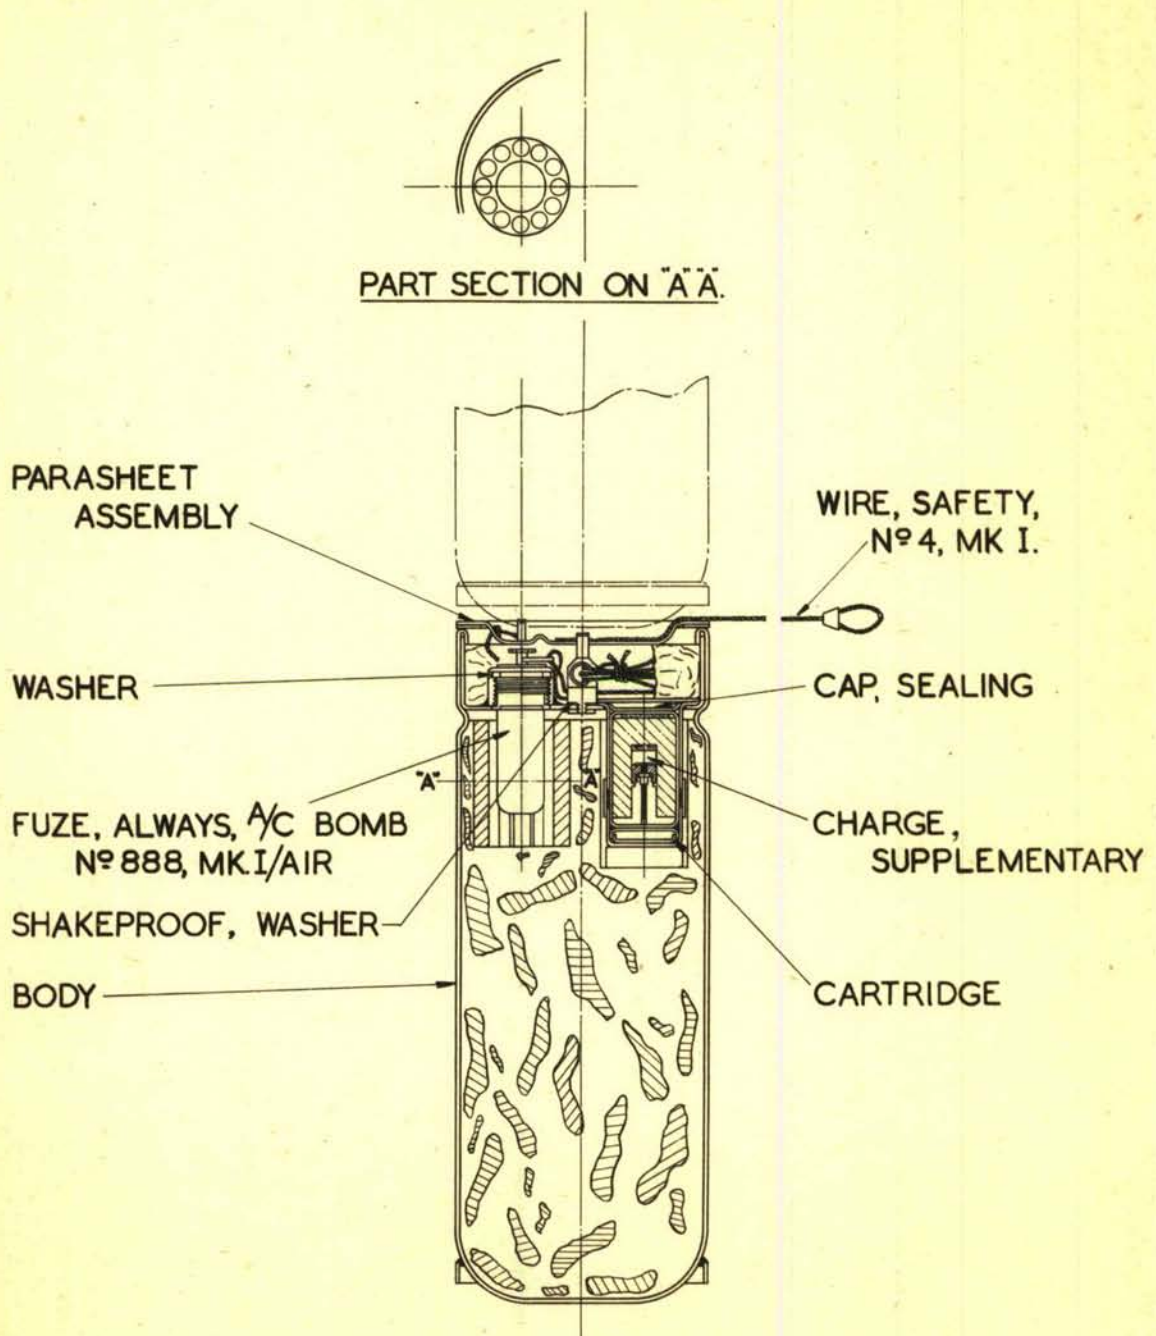 PART SECTION ON "A" "A".
PARASHEET
ASSEMBLY
WIRE, SAFETY,
Nº 4, MK I.
WASHER
CAP, SEALING
"A"
"A"
FUZE, ALWAYS, A/C BOMB
Nº 888, MK.I/AIR
CHARGE,
SUPPLEMENTARY
SHAKEPROOF, WASHER
BODY
CARTRIDGE